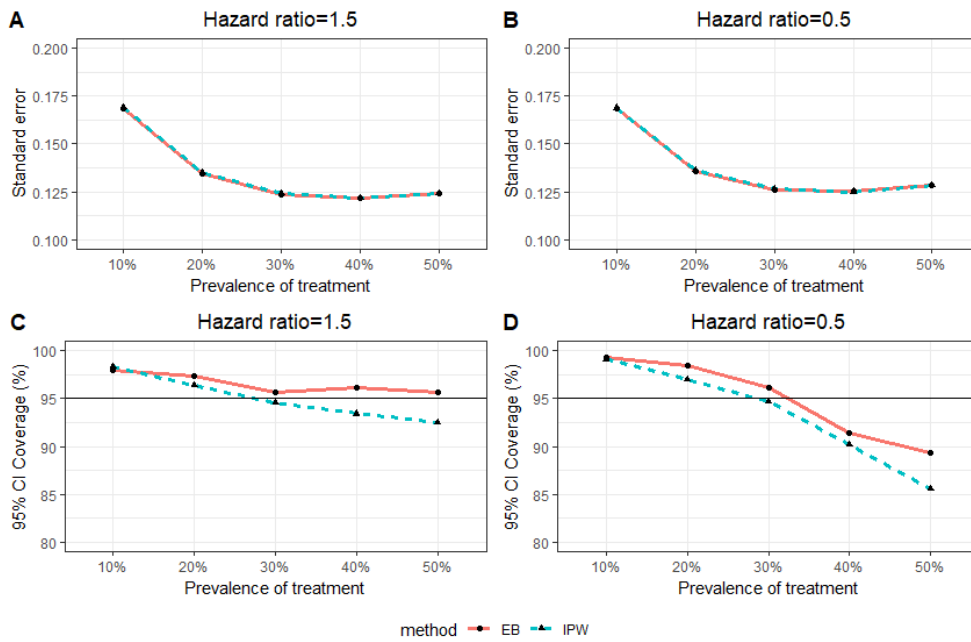 A
Hazard ratio=1.5
Standard error
0.200
0.175
0.150
0.125
0.100
10% 20% 30% 40% 50%
Prevalence of treatment
B
Hazard ratio=0.5
Standard error
0.200
0.175
0.150
0.125
0.100
10% 20% 30% 40% 50%
Prevalence of treatment
C
Hazard ratio=1.5
95% CI Coverage (%)
100
95
90
85
80
10% 20% 30% 40% 50%
Prevalence of treatment
D
Hazard ratio=0.5
95% CI Coverage (%)
100
95
90
85
80
10% 20% 30% 40% 50%
Prevalence of treatment
method EB IPW